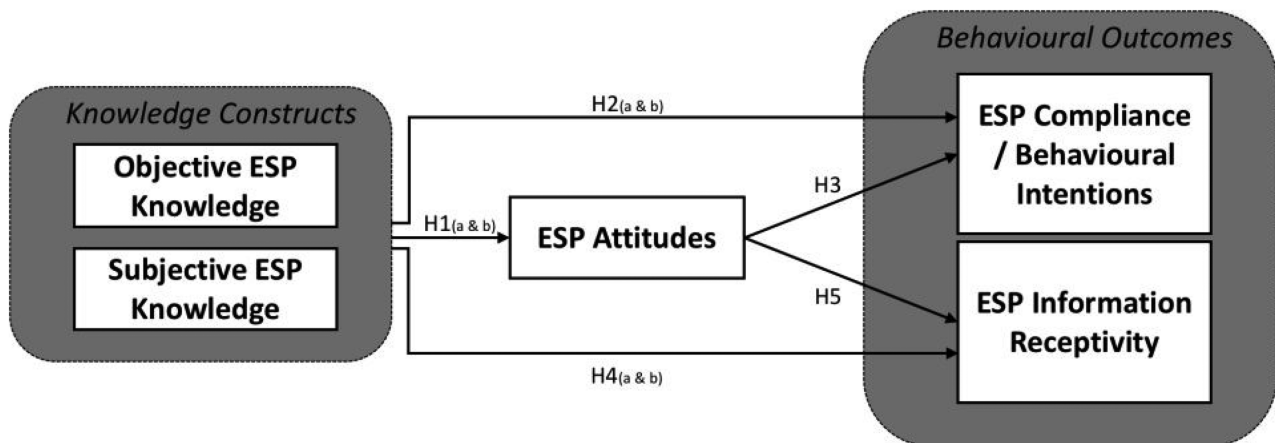 Knowledge Constructs
Objective ESP
Knowledge
Subjective ESP
Knowledge
H2(a & b)
H1(a & b)
H4(a & b)
ESP Attitudes
H3
H5
Behavioural Outcomes
ESP Compliance
/ Behavioural
Intentions
ESP Information
Receptivity